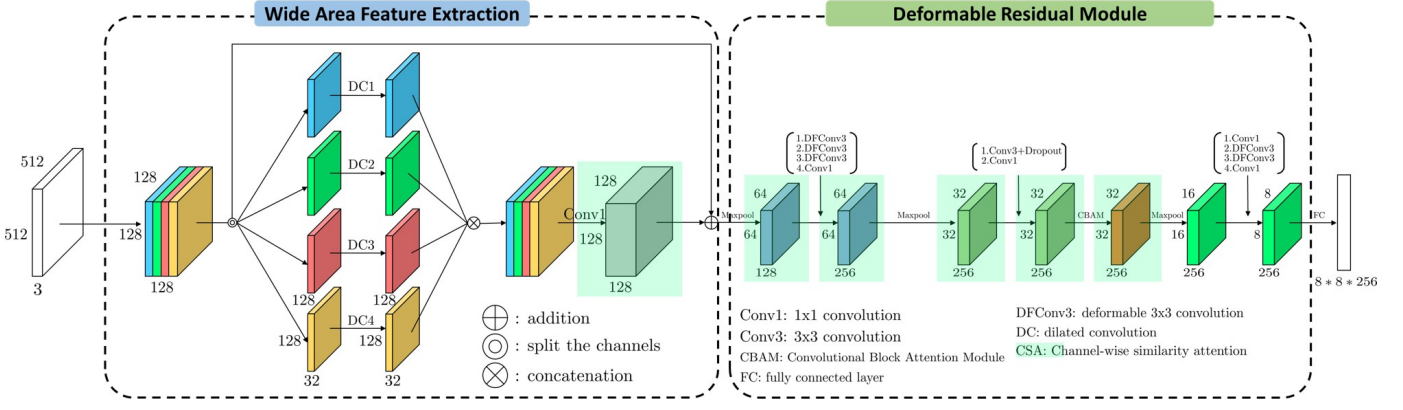 Wide Area Feature Extraction
Deformable Residual Module
512
512
3
128
128
128
DC1
DC2
DC3
128
128
DC4
128
128
32
32
Conv1
128
128
128
: addition
: split the channels
: concatenation
Maxpool
64
64
128
1.DFConv3
2.DFConv3
3.DFConv3
4.Conv1
64
64
256
Maxpool
32
32
256
1.Conv3+Dropout
2.Conv1
32
32
256
CBAM
32
32
256
Maxpool
16
16
256
1.Conv1
2.DFConv3
3.DFConv3
4.Conv1
8
8
256
FC
8 * 8 * 256
Conv1: 1x1 convolution
Conv3: 3x3 convolution
CBAM: Convolutional Block Attention Module
FC: fully connected layer
DFConv3: deformable 3x3 convolution
DC: dilated convolution
CSA: Channel-wise similarity attention